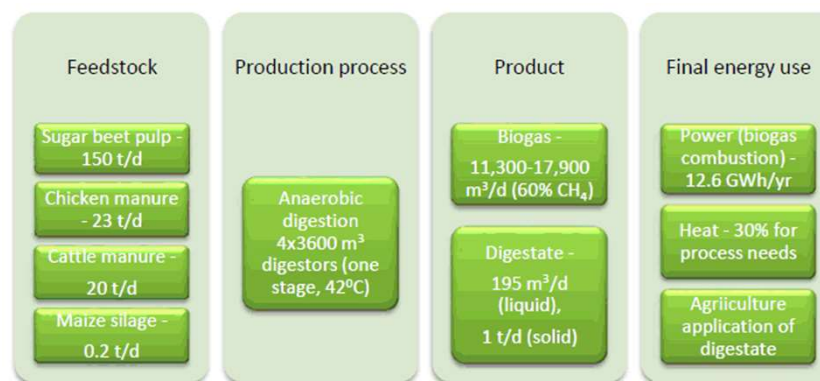 Feedstock
Sugar beet pulp -
150 t/d
Chicken manure
- 23 t/d
Cattle manure -
20 t/d
Maize silage -
0.2 t/d
Production process
Anaerobic
digestion
4x3600 m³
digestors (one
stage, 42⁰C)
Product
Biogas -
11,300-17,900
m³/d (60% CH₄)
Digestate -
195 m³/d
(liquid),
1 t/d (solid)
Final energy use
Power (biogas
combustion) -
12.6 GWh/yr
Heat - 30% for
process needs
Agriiculture
application of
digestate